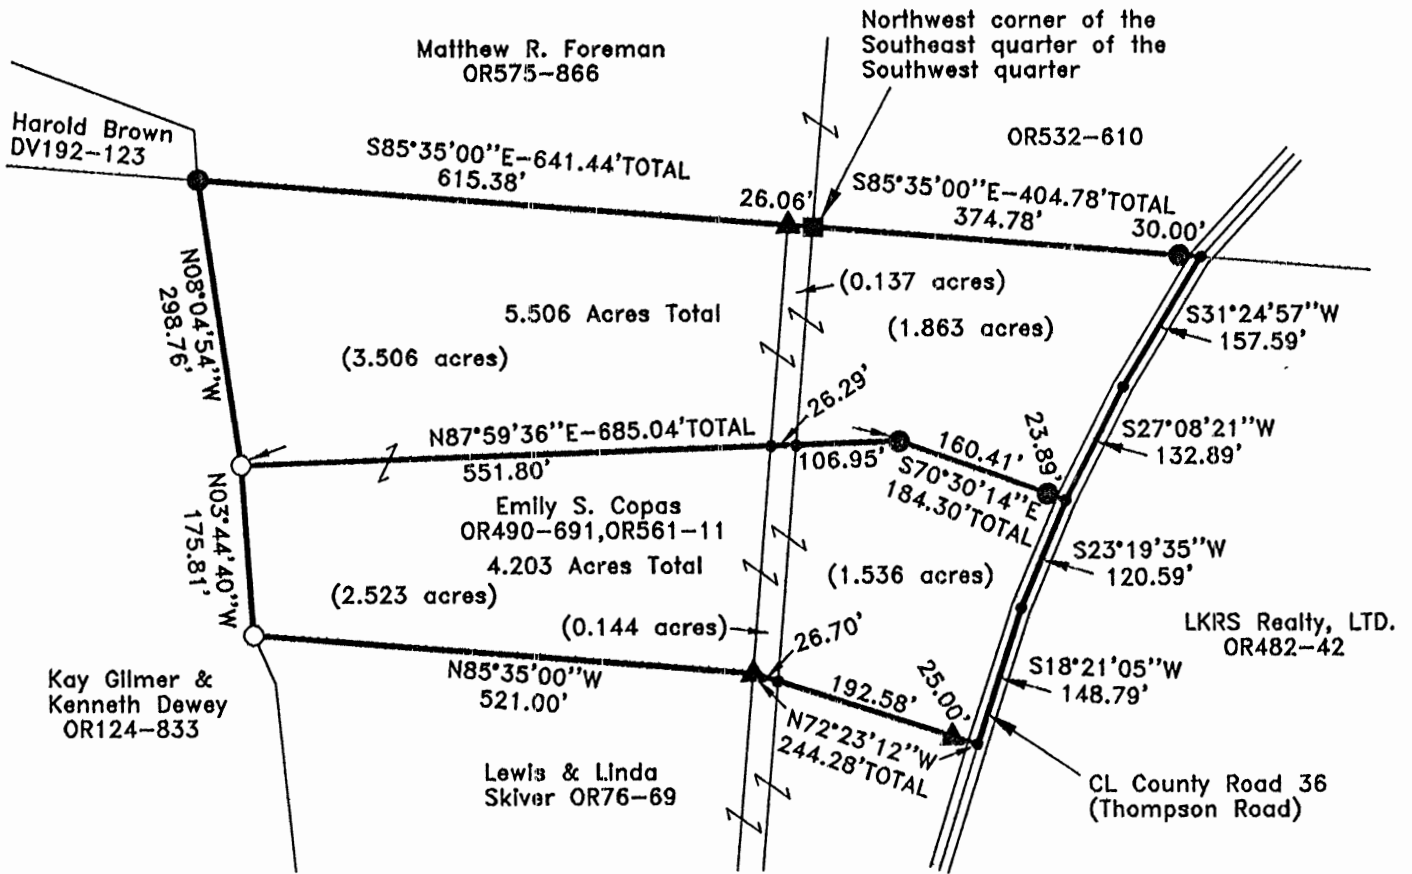 Northwest corner of the
Southeast quarter of the
Southwest quarter
Matthew R. Foreman
OR575-866
Harold Brown
DV192-123
OR532-610
S85°35'00"E-641.44'TOTAL
615.38'
26.06'
S85°35'00"E-404.78'TOTAL
374.78'
30.00'
N08°04'54"W
298.76'
(0.137 acres)
5.506 Acres Total
(1.863 acres)
S31°24'57"W
157.59'
(3.506 acres)
26.29'
N87°59'36"E-685.04'TOTAL
551.80'
106.95'
160.41'
23.89'
S70°30'14"E
184.30'TOTAL
S27°08'21"W
132.89'
N03°44'40"W
175.81'
Emily S. Copas
OR490-691,OR561-11
4.203 Acres Total
(2.523 acres)
(1.536 acres)
S23°19'35"W
120.59'
(0.144 acres)
26.70'
LKRS Realty, LTD.
OR482-42
N85°35'00"W
521.00'
192.58'
25.00'
N72°23'12"W
244.28'TOTAL
S18°21'05"W
148.79'
Kay Gilmer &
Kenneth Dewey
OR124-833
Lewis & Linda
Skiver OR76-69
CL County Road 36
(Thompson Road)